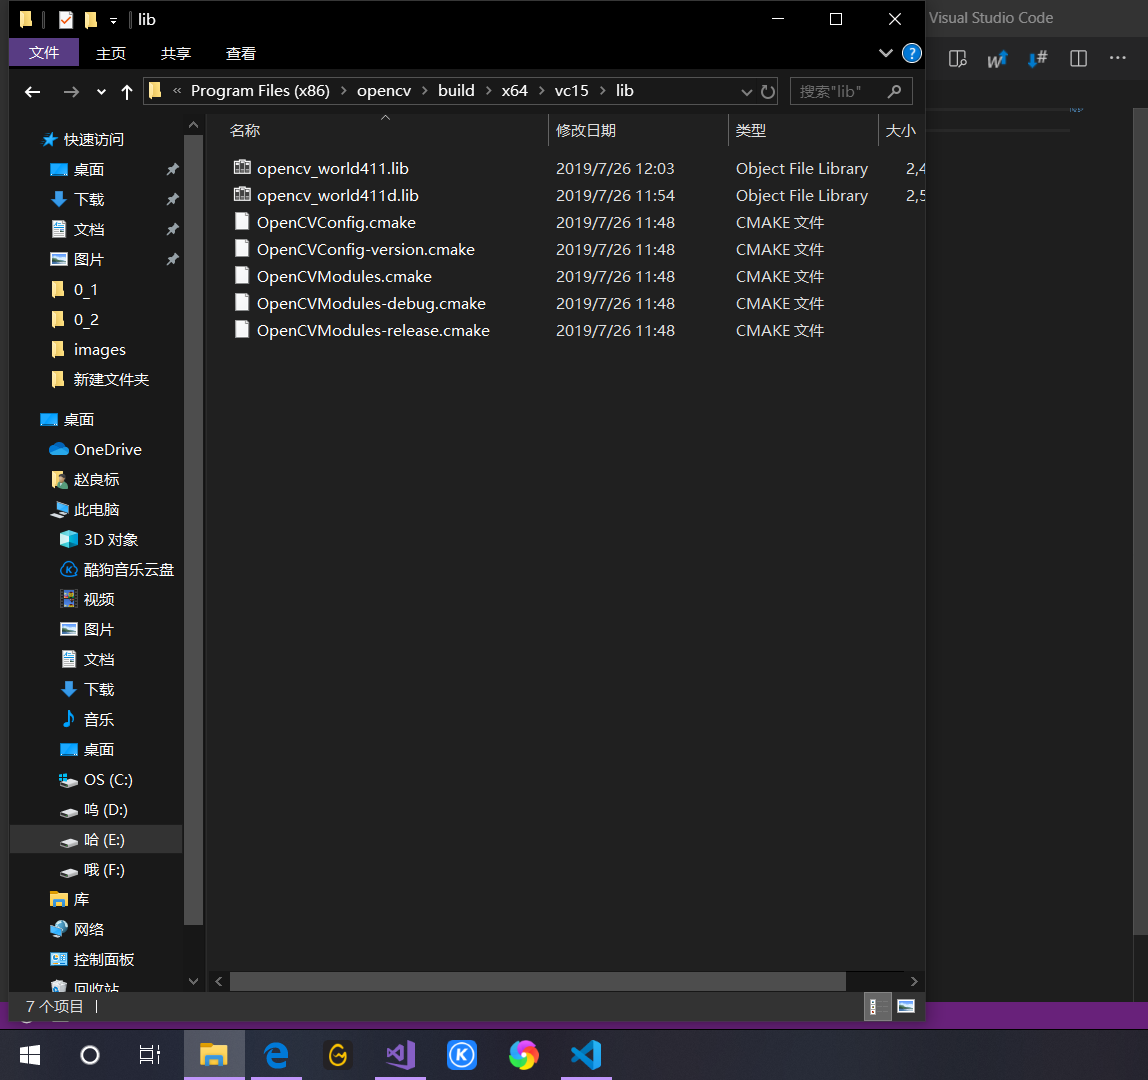 lib
Visual Studio Code
文件 主页 共享 查看
« Program Files (x86) > opencv > build > x64 > vc15 > lib
搜索"lib"
名称 修改日期 类型 大小
opencv_world411.lib 2019/7/26 12:03 Object File Library 2,4
opencv_world411d.lib 2019/7/26 11:54 Object File Library 2,5
OpenCVConfig.cmake 2019/7/26 11:48 CMAKE 文件
OpenCVConfig-version.cmake 2019/7/26 11:48 CMAKE 文件
OpenCVModules.cmake 2019/7/26 11:48 CMAKE 文件
OpenCVModules-debug.cmake 2019/7/26 11:48 CMAKE 文件
OpenCVModules-release.cmake 2019/7/26 11:48 CMAKE 文件
快速访问
桌面
下载
文档
图片
0_1
0_2
images
新建文件夹
桌面
OneDrive
赵良标
此电脑
3D 对象
酷狗音乐云盘
视频
图片
文档
下载
音乐
桌面
OS (C:)
呜 (D:)
哈 (E:)
哦 (F:)
库
网络
控制面板
回收站
7 个项目